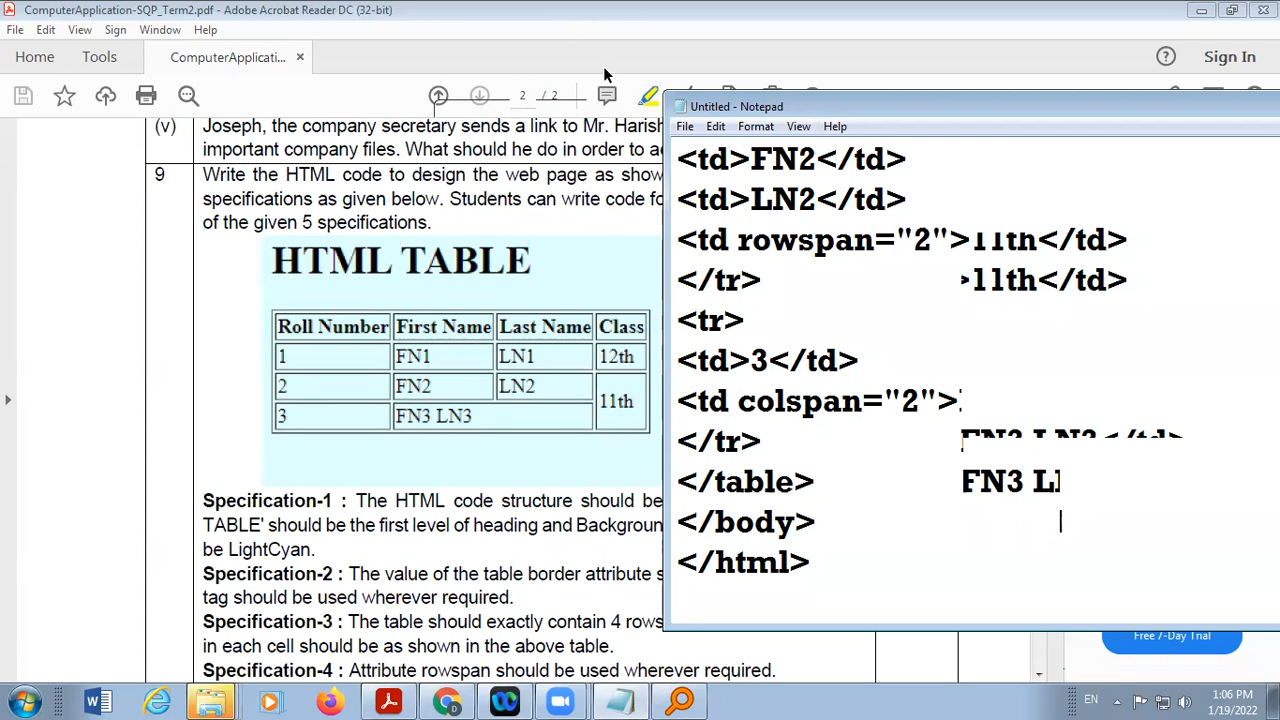 ComputerApplication-SQP_Term2.pdf - Adobe Acrobat Reader DC (32-bit)
File Edit View Sign Window Help
Home Tools ComputerApplicati... × Sign In
2 / 2
(v) Joseph, the company secretary sends a link to Mr. Harish
important company files. What should he do in order to
9 Write the HTML code to design the web page as show
specifications as given below. Students can write code
of the given 5 specifications.
HTML TABLE
Roll Number First Name Last Name Class
1 FN1 LN1 12th
2 FN2 LN2 11th
3 FN3 LN3
Specification-1 : The HTML code structure should be
TABLE' should be the first level of heading and Backgroun
be LightCyan.
Specification-2 : The value of the table border attribute
tag should be used wherever required.
Specification-3 : The table should exactly contain 4 rows
in each cell should be as shown in the above table.
Specification-4 : Attribute rowspan should be used wherever required.
Untitled - Notepad
File Edit Format View Help
<td>FN2</td>
<td>LN2</td>
<td rowspan="2">11th</td>
</tr> >11th</td>
<tr>
<td>3</td>
<td colspan="2">
</tr> FN3 LN3</td>
</table> FN3 L
</body>
</html>
Free 7-Day Trial
EN 1:06 PM
1/19/2022